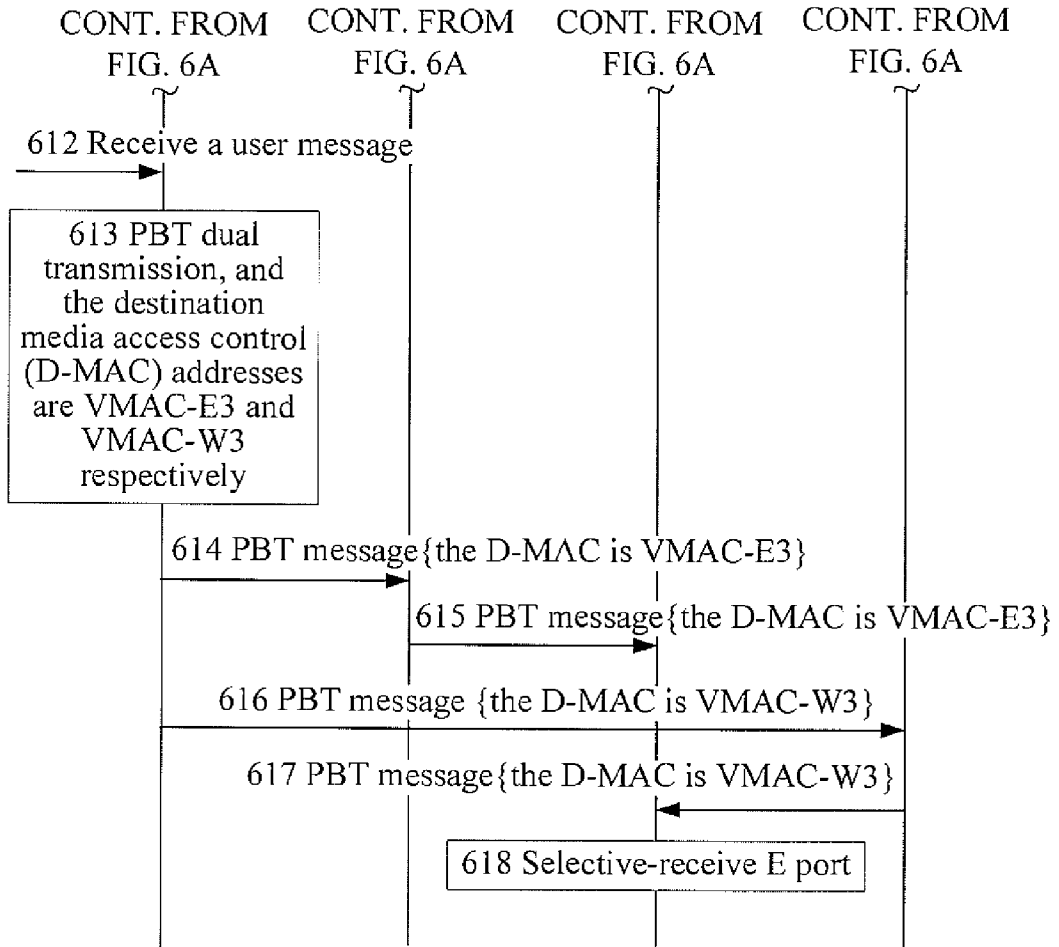 CONT. FROM FIG. 6A
CONT. FROM FIG. 6A
CONT. FROM FIG. 6A
CONT. FROM FIG. 6A
612 Receive a user message
613 PBT dual
transmission, and
the destination
media access control
(D-MAC) addresses
are VMAC-E3 and
VMAC-W3
respectively
614 PBT message{the D-MAC is VMAC-E3}
615 PBT message{the D-MAC is VMAC-E3}
616 PBT message {the D-MAC is VMAC-W3}
617 PBT message{the D-MAC is VMAC-W3}
618 Selective-receive E port